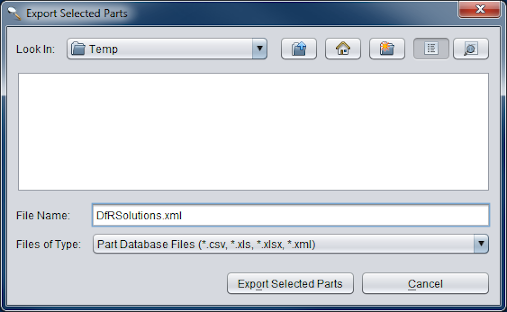 Export Selected Parts
Look In: Temp
File Name: DfRSolutions.xml
Files of Type: Part Database Files (*.csv, *.xls, *.xlsx, *.xml)
Export Selected Parts Cancel